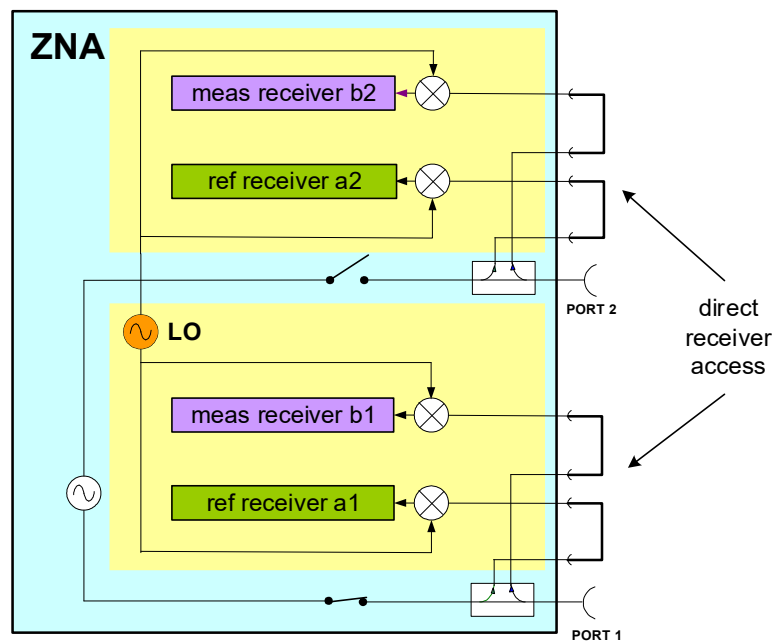 ZNA
meas receiver b2
ref receiver a2
PORT 2
direct
receiver
access
LO
meas receiver b1
ref receiver a1
PORT 1